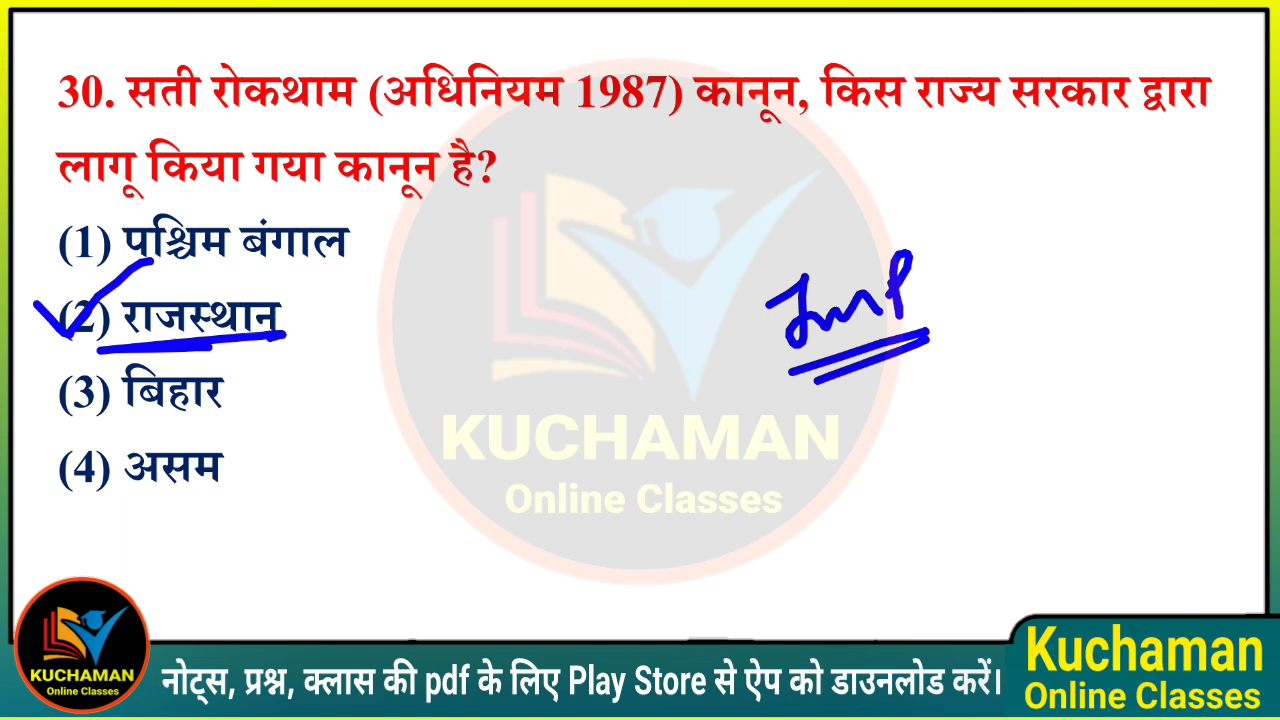 30. सती रोकथाम (अधिनियम 1987) कानून, किस राज्य सरकार द्वारा
लागू किया गया कानून है?
(1) पश्चिम बंगाल
(2) राजस्थान
Imp
(3) बिहार
(4) असम
KUCHAMAN
Online Classes
KUCHAMAN
Online Classes
नोट्स, प्रश्न, क्लास की pdf के लिए Play Store से ऐप को डाउनलोड करें।
Kuchaman
Online Classes